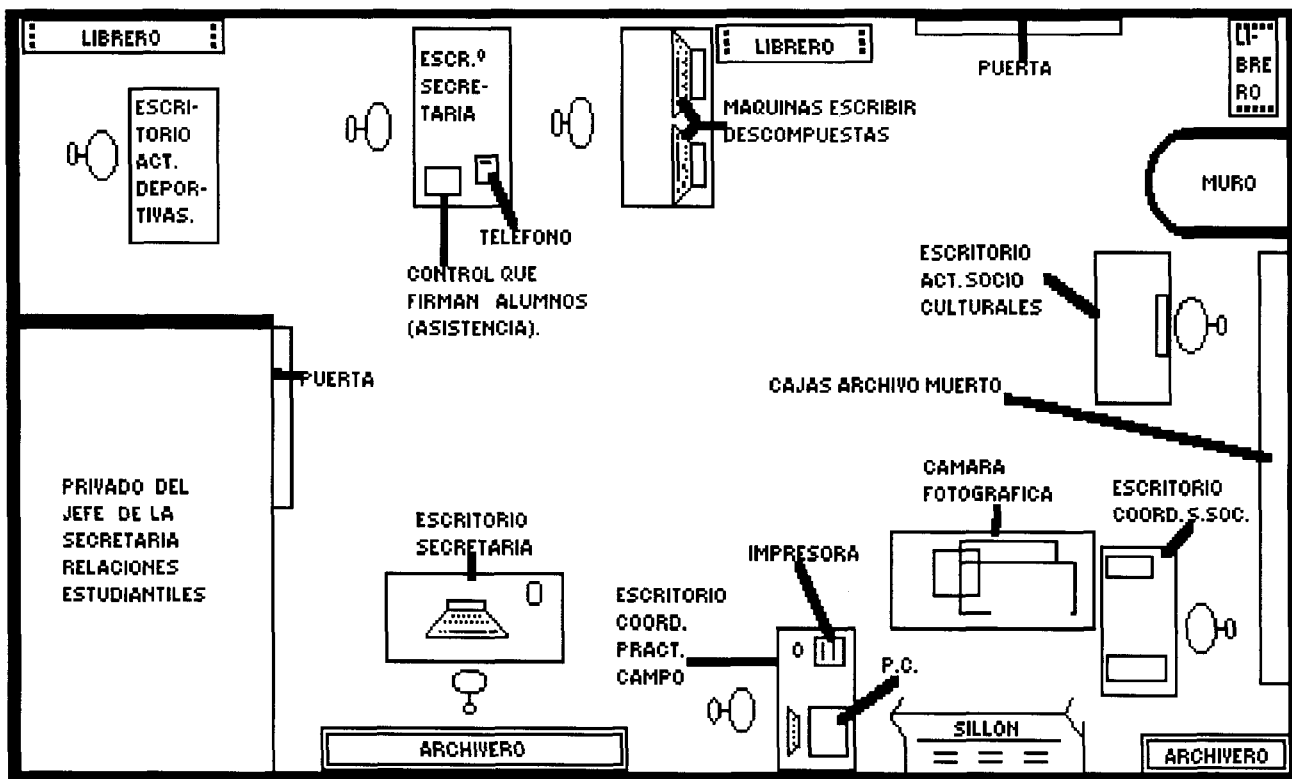 LIBRERO
ESCRI-
TORIO
ACT.
DEPOR-
TIVAS.
ESCR.º
SECRE-
TARIA
TELEFONO
CONTROL QUE
FIRMAN ALUMNOS
(ASISTENCIA).
LIBRERO
MAQUINAS ESCRIBIR
DESCOMPUESTAS
PUERTA
LI-
BRE
RO
MURO
ESCRITORIO
ACT.SOCIO
CULTURALES
PUERTA
CAJAS ARCHIVO MUERTO
PRIVADO DEL
JEFE DE LA
SECRETARIA
RELACIONES
ESTUDIANTILES
ESCRITORIO
SECRETARIA
CAMARA
FOTOGRAFICA
ESCRITORIO
COORD.S.SOC.
IMPRESORA
ESCRITORIO
COORD.
PRACT.
CAMPO
P.C.
SILLON
ARCHIVERO
ARCHIVERO